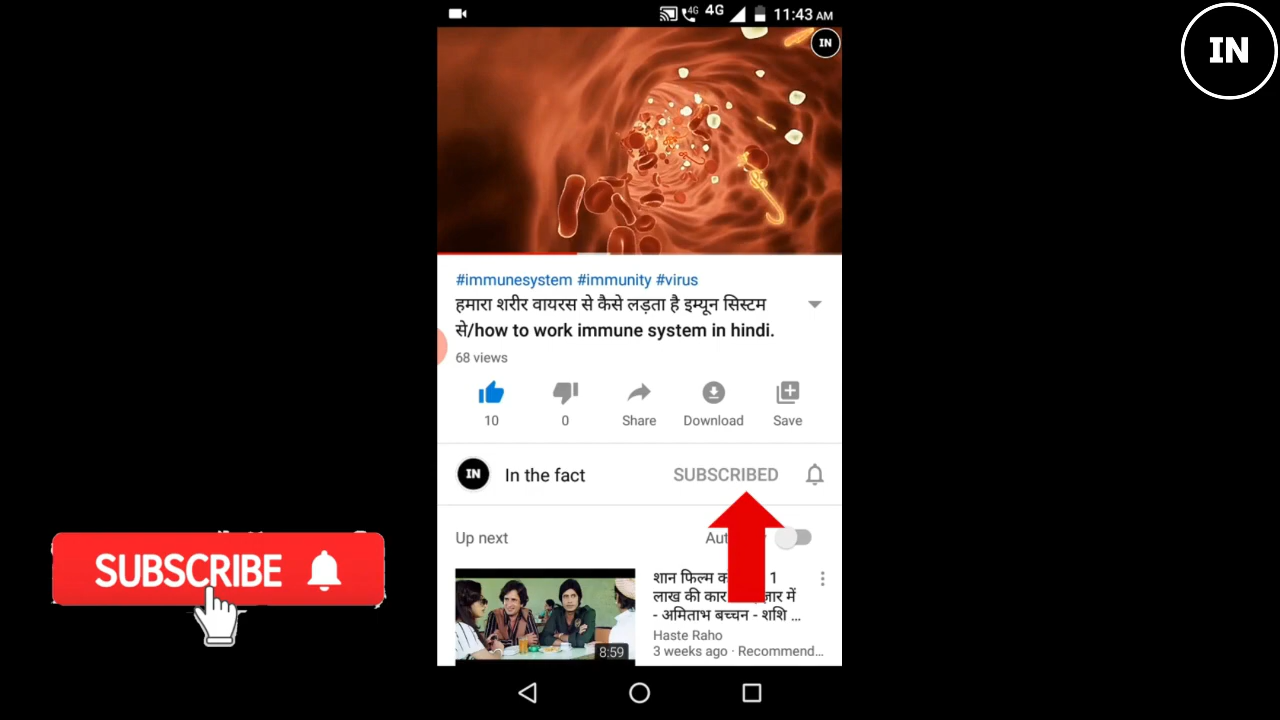 4G 4G 11:43 AM
IN
IN
#immunesystem #immunity #virus
हमारा शरीर वायरस से कैसे लड़ता है इम्यून सिस्टम
से/how to work immune system in hindi.
68 views
10 0 Share Download Save
IN In the fact SUBSCRIBED
Up next
SUBSCRIBE
शान फिल्म 1
लाख की कार में
- अमिताभ बच्चन - शशि ...
Haste Raho
3 weeks ago · Recommend...
8:59